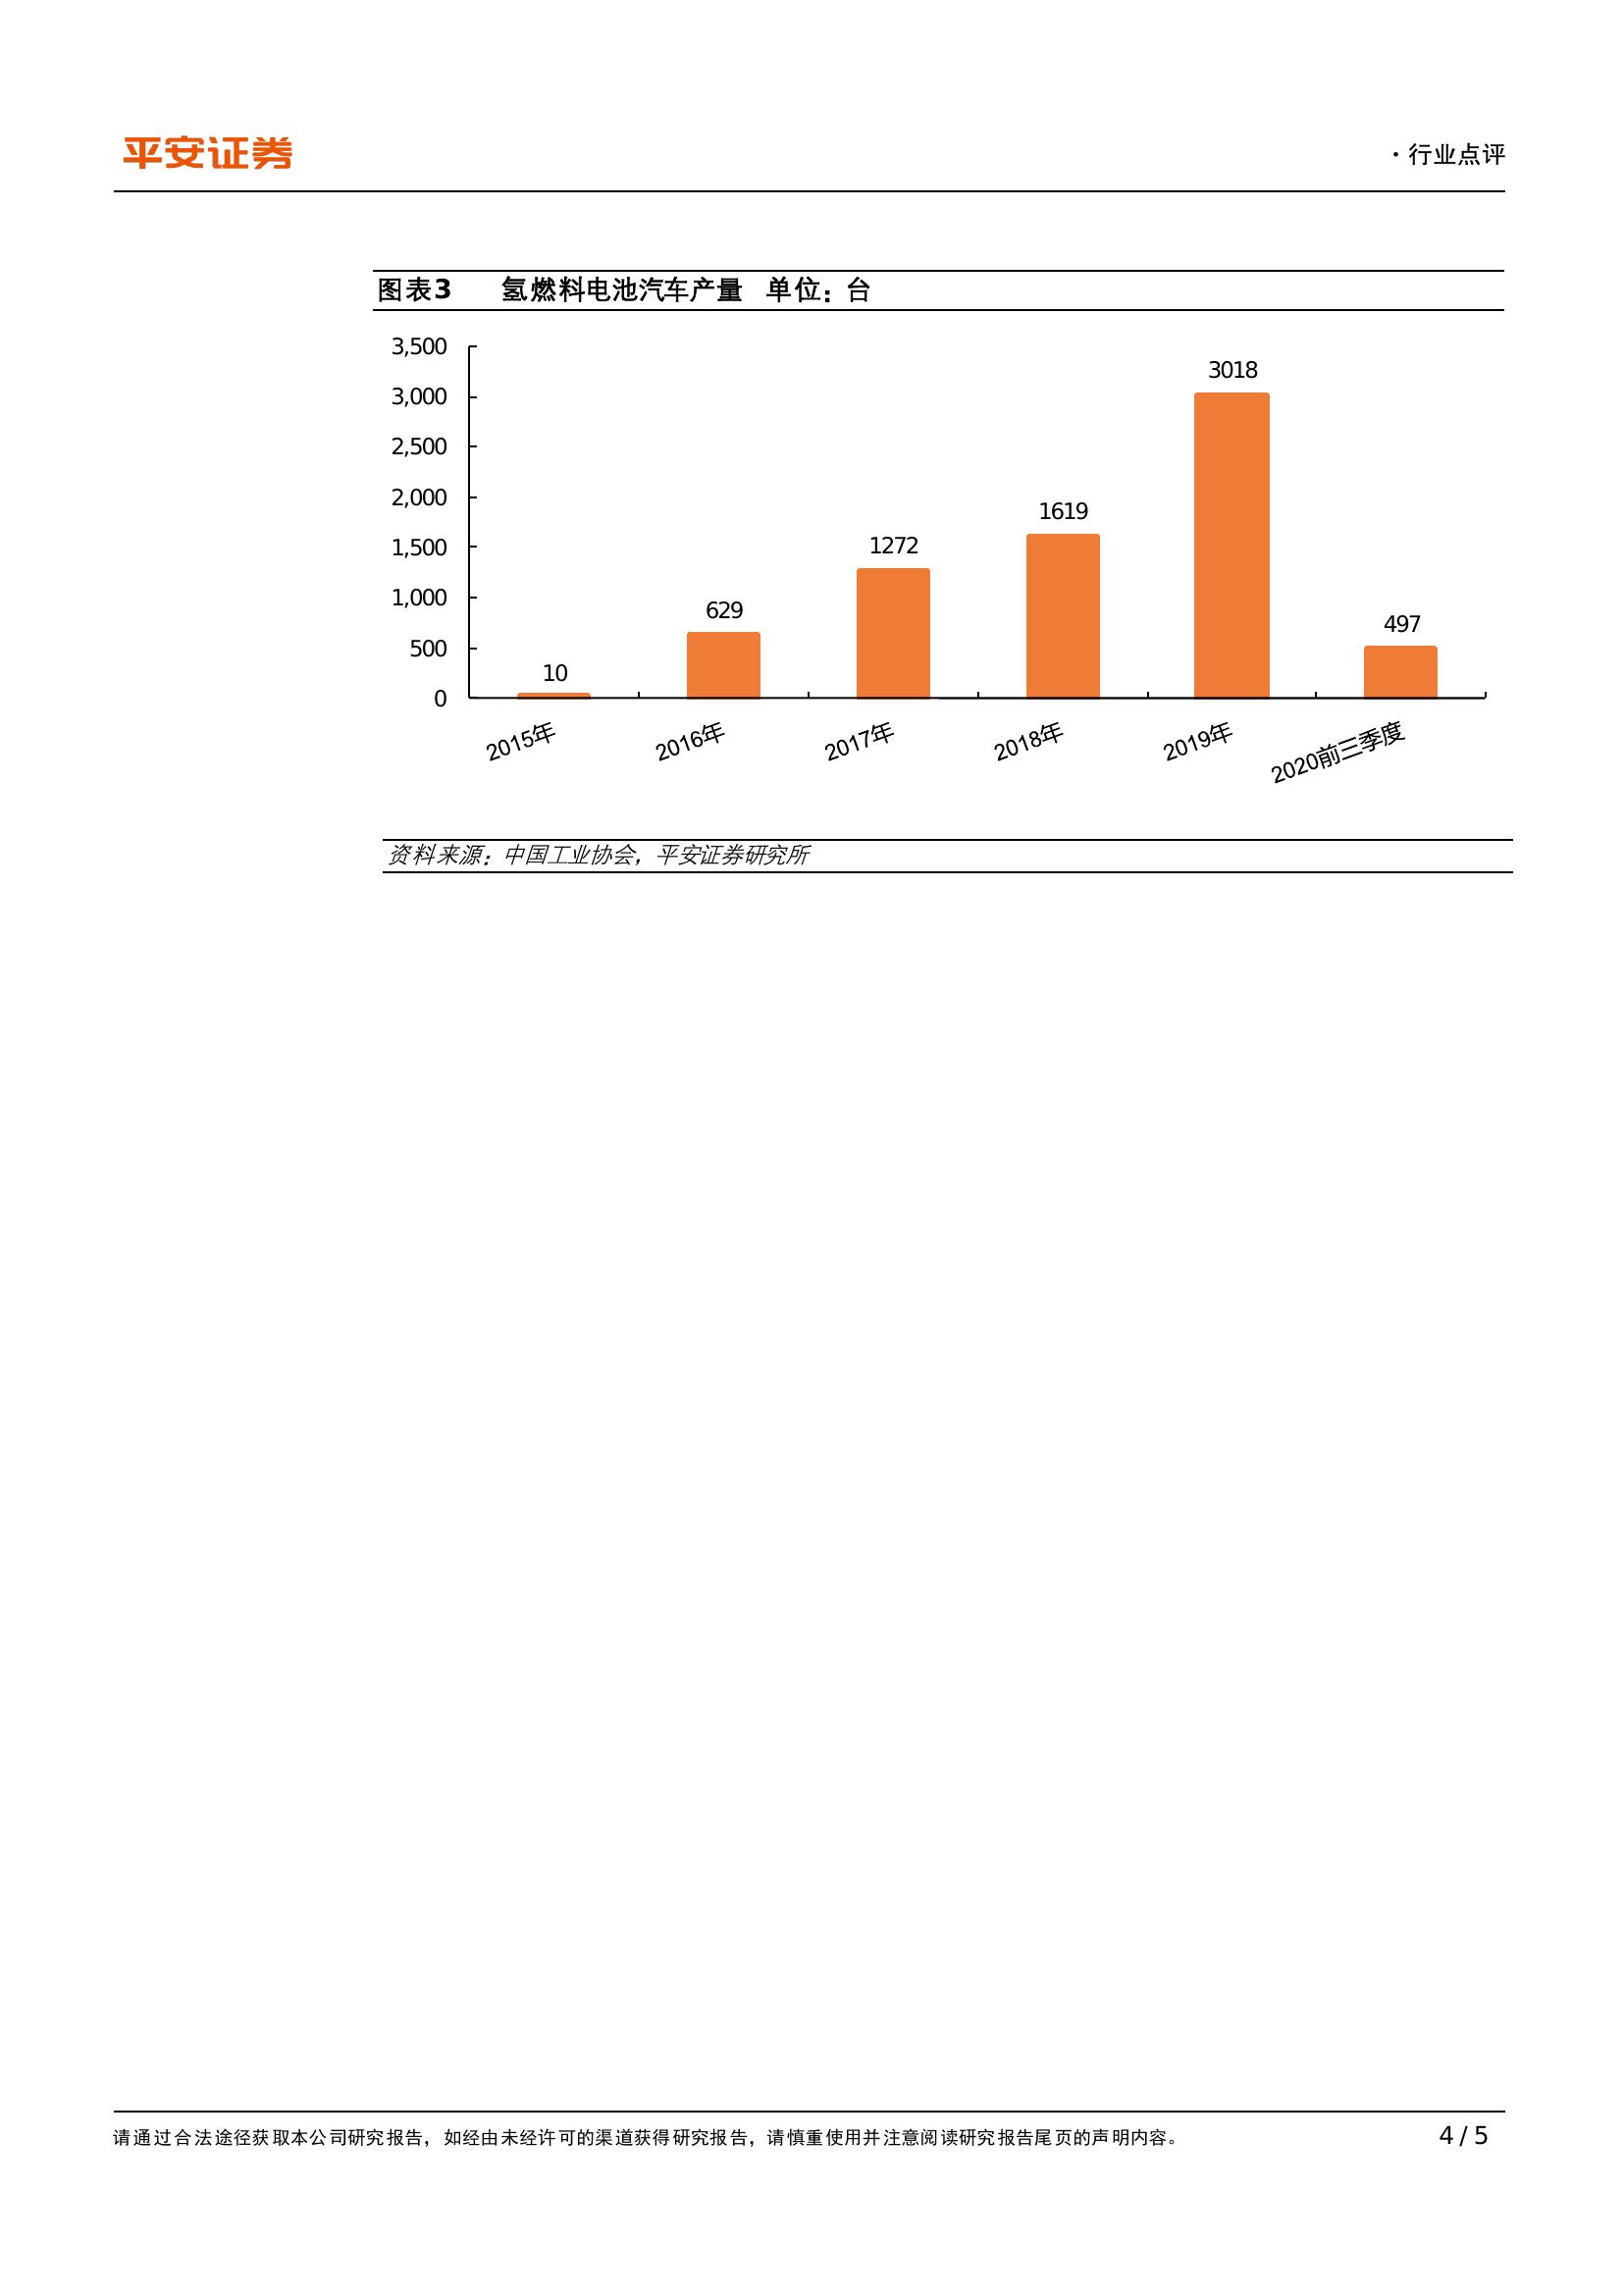 平安证券
·行业点评
图表3 氢燃料电池汽车产量 单位：台
3,500
3,000
2,500
2,000
1,500
1,000
500
0
10
629
1272
1619
3018
497
2015年
2016年
2017年
2018年
2019年
2020前三季度
资料来源：中国工业协会，平安证券研究所
请通过合法途径获取本公司研究报告，如经由未经许可的渠道获得研究报告，请慎重使用并注意阅读研究报告尾页的声明内容。
4 / 5